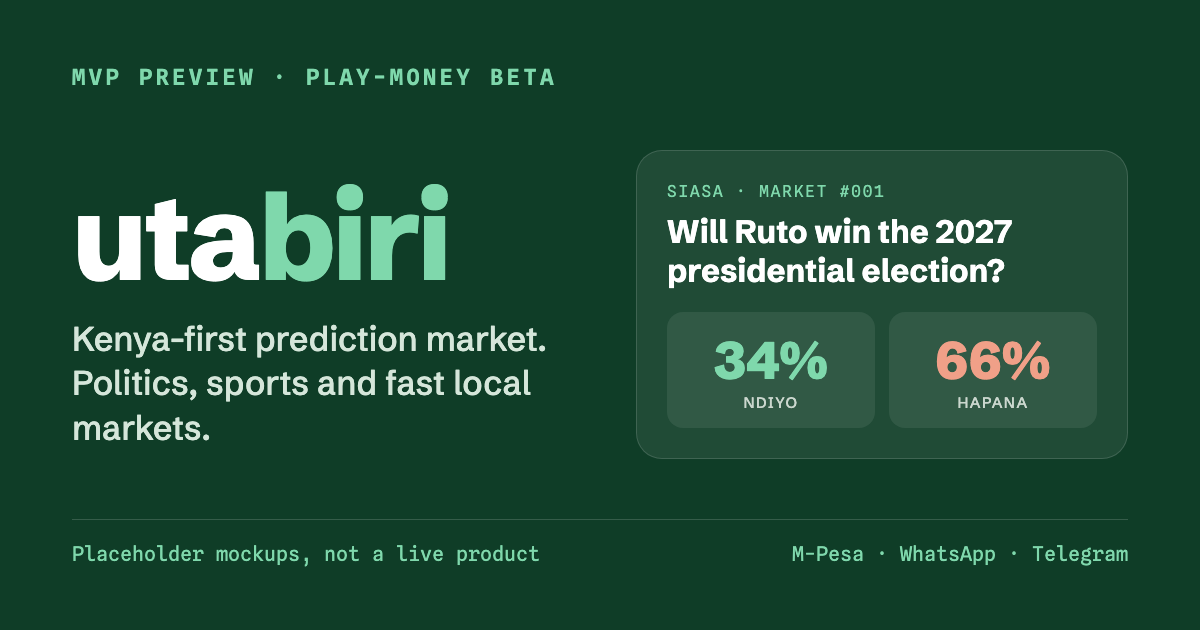 MVP PREVIEW · PLAY-MONEY BETA
utabiri
Kenya-first prediction market.
Politics, sports and fast local
markets.
SIASA · MARKET #001
Will Ruto win the 2027
presidential election?
34%
NDIYO
66%
HAPANA
Placeholder mockups, not a live product
M-Pesa · WhatsApp · Telegram